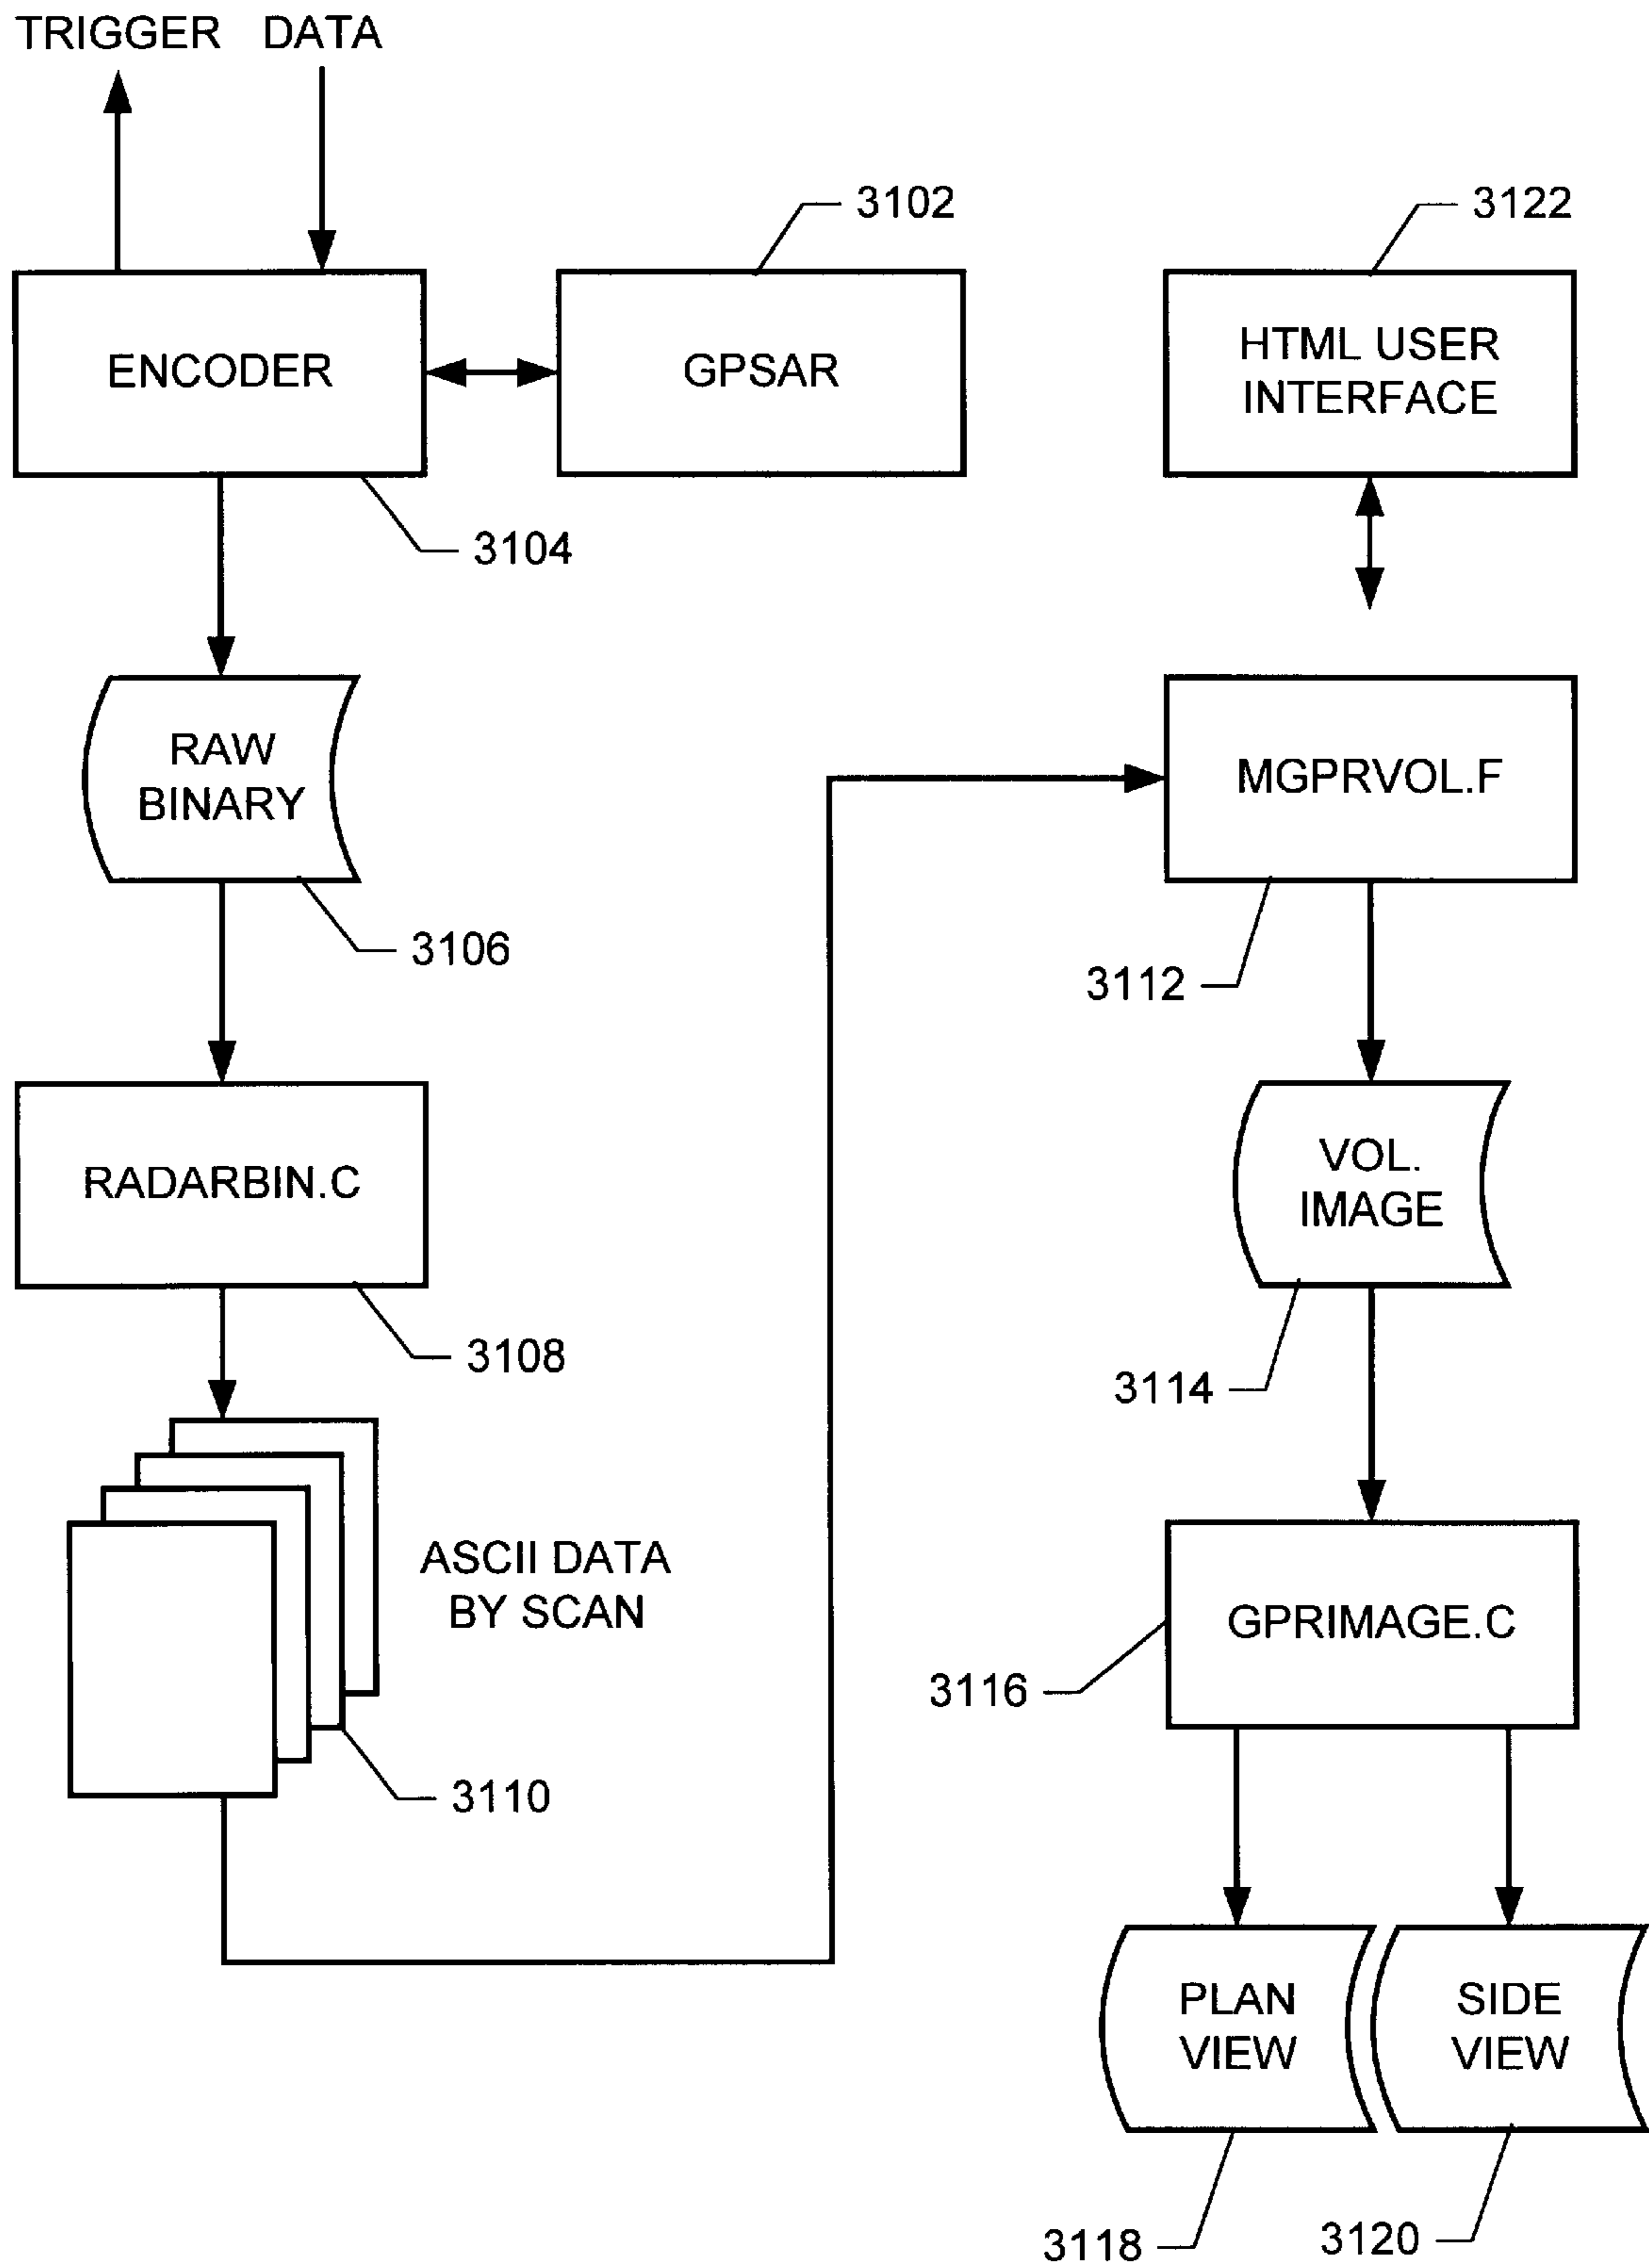 TRIGGER DATA
3102
3122
ENCODER
GPSAR
HTML USER
INTERFACE
3104
RAW
BINARY
MGPRVOL.F
3106
3112
RADARBIN.C
VOL.
IMAGE
3108
3114
ASCII DATA
BY SCAN
GPRIMAGE.C
3116
3110
PLAN
VIEW
SIDE
VIEW
3118
3120